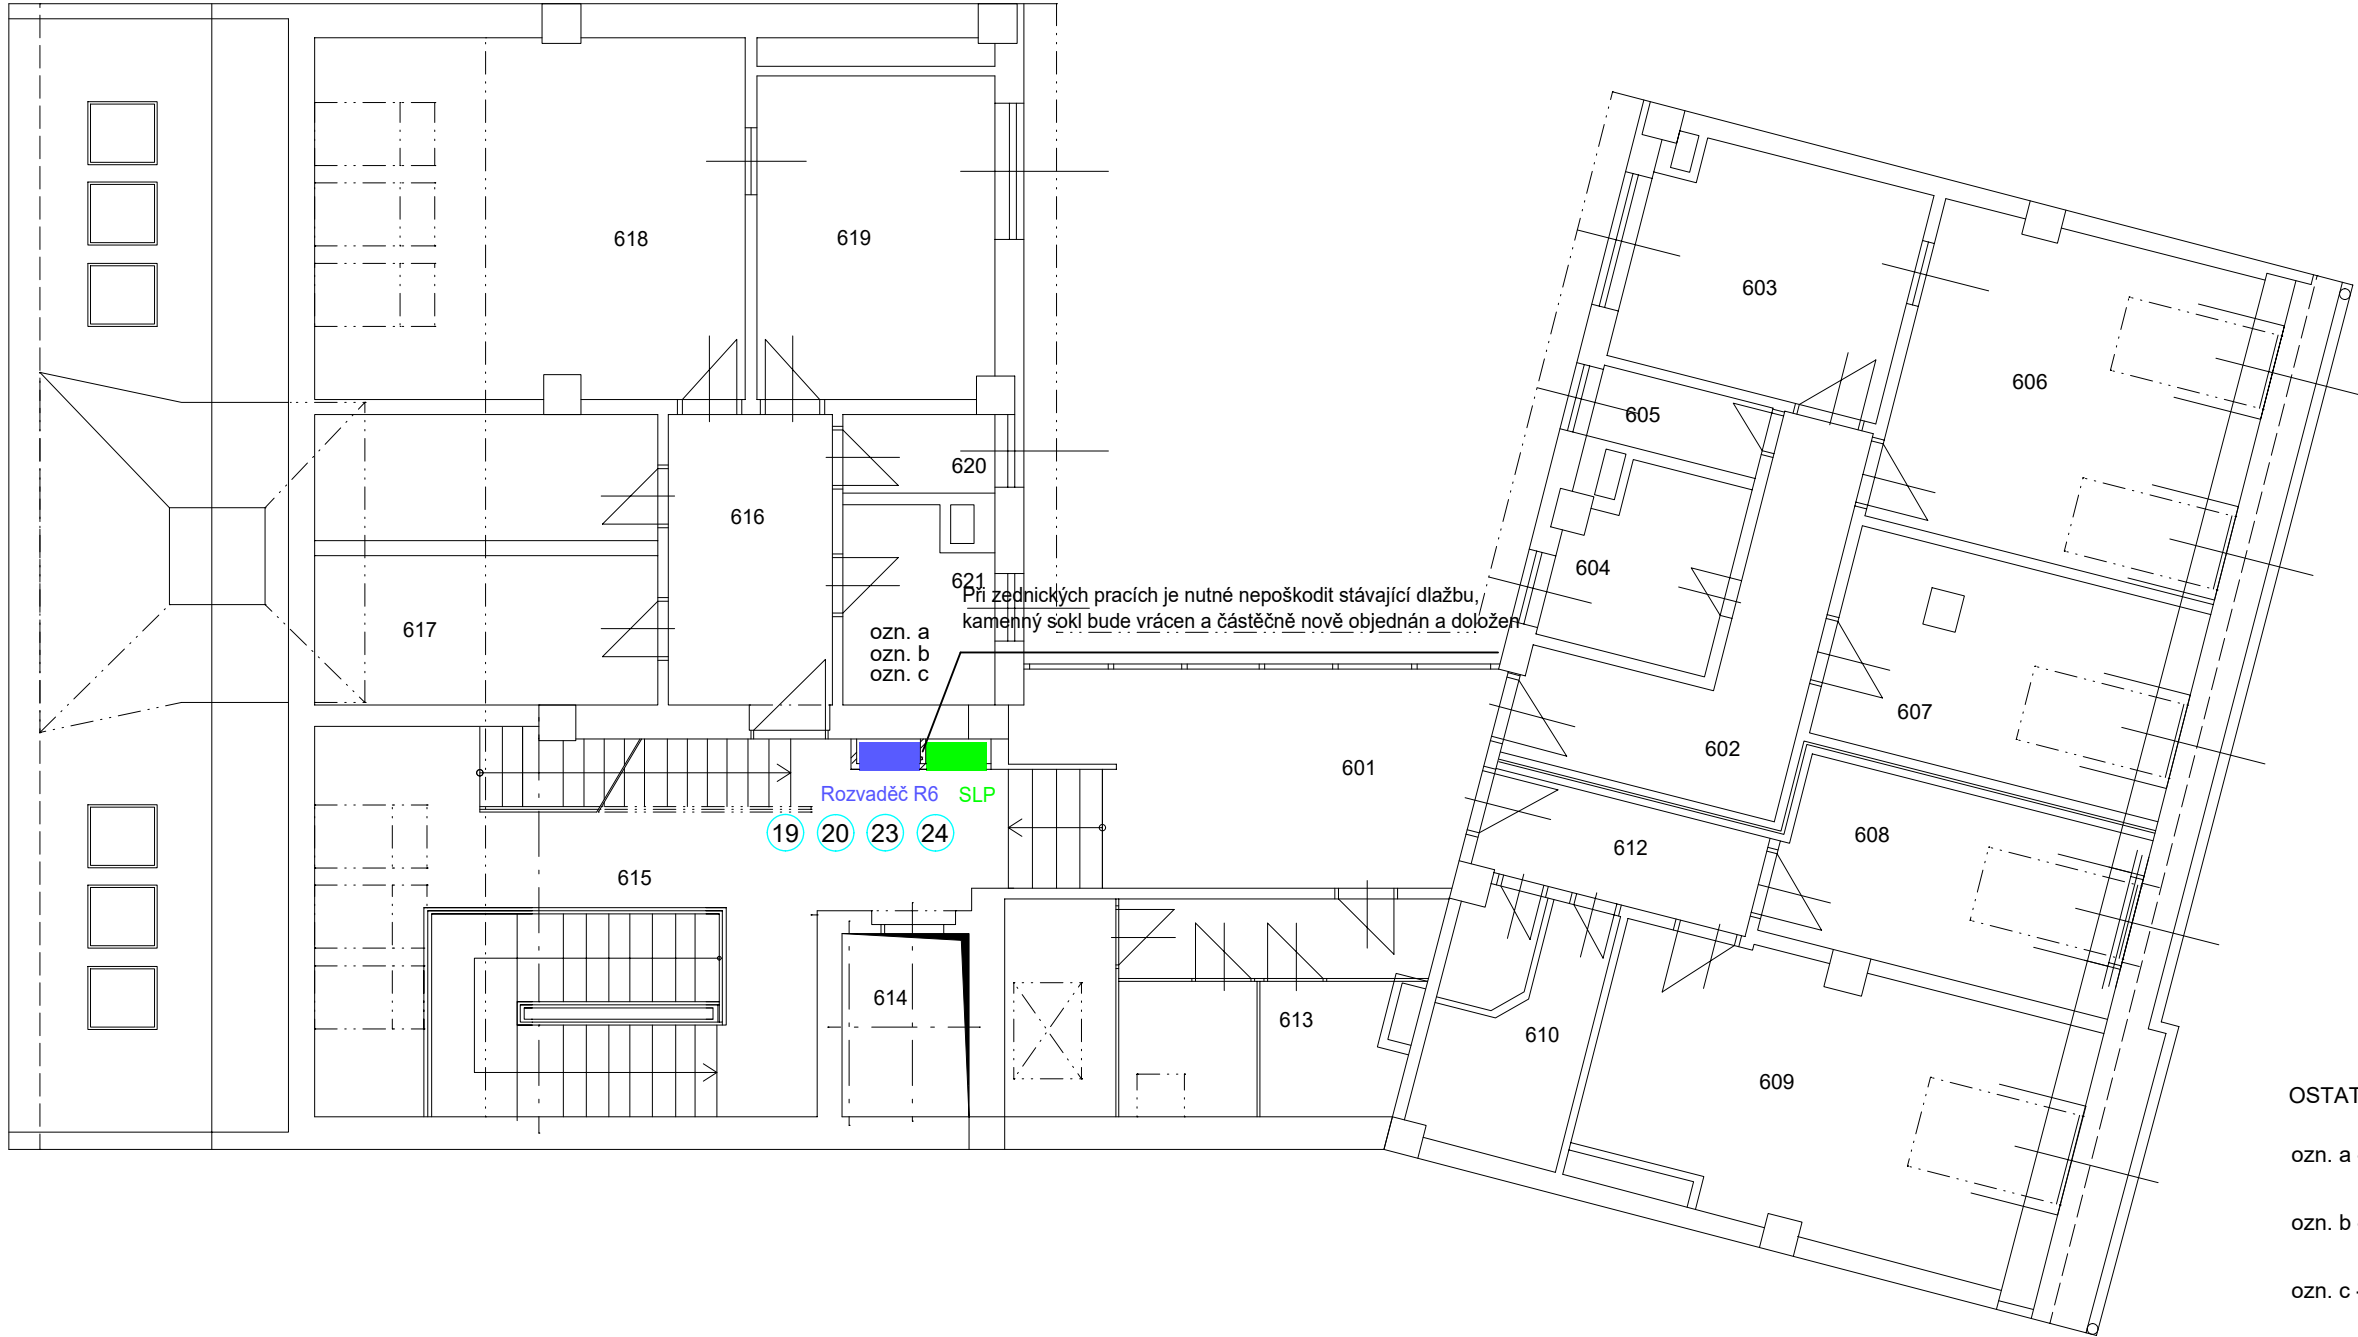 618
619
603
606
605
620
616
604
621
Při zednických pracích je nutné nepoškodit stávající dlažbu,
kamenný sokl bude vrácen a částěčně nově objednán a doložen
617
ozn. a
ozn. b
ozn. c
607
602
601
Rozvaděč R6
SLP
19
20
23
24
608
612
615
614
613
610
609
OSTAT
ozn. a
ozn. b
ozn. c